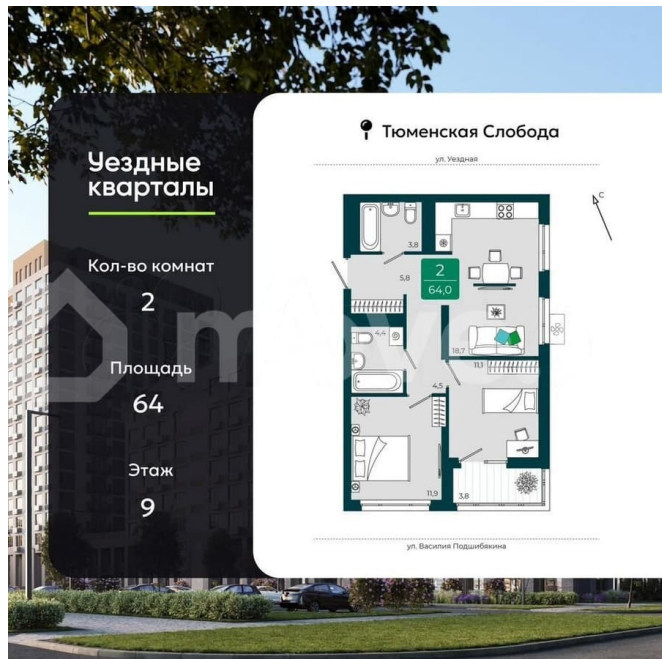 Уездные
кварталы
Кол-во комнат
2
Площадь
64
Этаж
9
Тюменская Слобода
ул. Уездная
С
3,8
5,8
2
64,0
4,4
18,7
11,1
4,5
11,9
3,8
ул. Василия Подшибякина